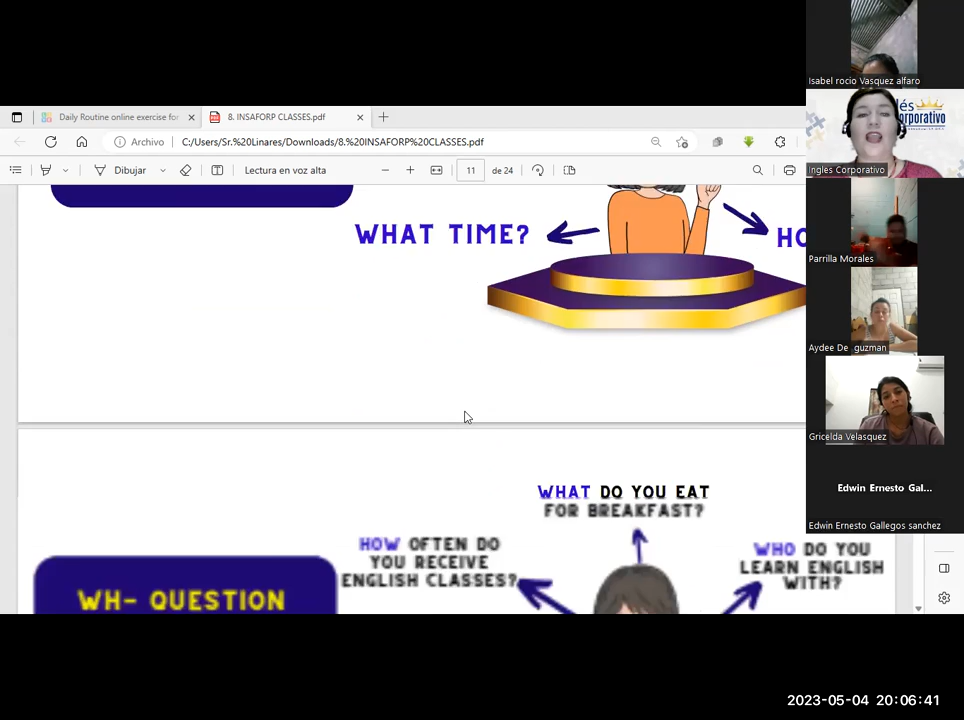 Isabel rocio Vasquez alfaro
Daily Routine online exercise for
8. INSAFORP CLASSES.pdf
Archivo
C:/Users/Sr.%20Linares/Downloads/8.%20INSAFORP%20CLASSES.pdf
Dibujar
Lectura en voz alta
11
de 24
lés
orporativo
Ingles Corporativo
WHAT TIME?
HO
Parrilla Morales
Aydee De guzman
Gricelda Velasquez
Edwin Ernesto Gal...
Edwin Ernesto Gallegos sanchez
WHAT DO YOU EAT
FOR BREAKFAST?
HOW OFTEN DO
YOU RECEIVE
ENGLISH CLASSES?
WHO DO YOU
LEARN ENGLISH
WITH?
WH- QUESTION
2023-05-04 20:06:41